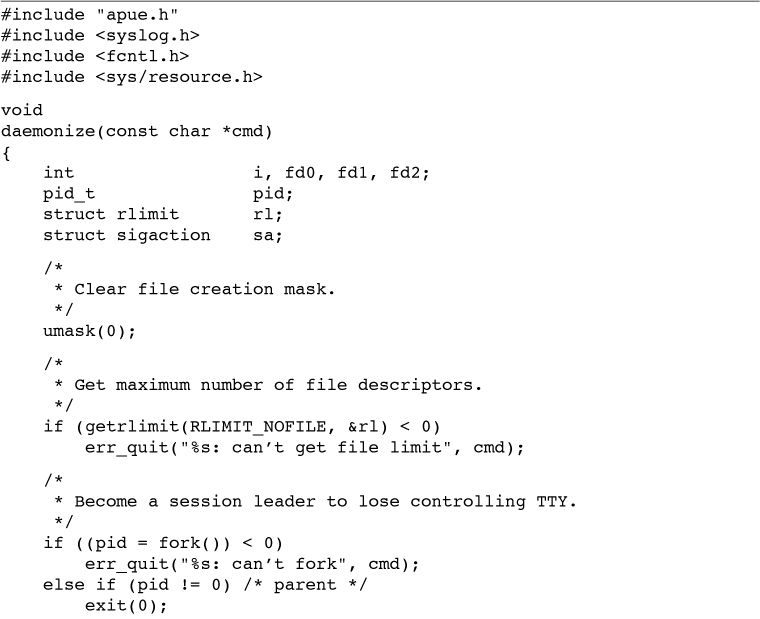 #include "apue.h"
#include <syslog.h>
#include <fcntl.h>
#include <sys/resource.h>
void
daemonize(const char *cmd)
{
    int                 i, fd0, fd1, fd2;
    pid_t               pid;
    struct rlimit       rl;
    struct sigaction    sa;
    /*
     * Clear file creation mask.
     */
    umask(0);
    /*
     * Get maximum number of file descriptors.
     */
    if (getrlimit(RLIMIT_NOFILE, &rl) < 0)
        err_quit("%s: can’t get file limit", cmd);
    /*
     * Become a session leader to lose controlling TTY.
     */
    if ((pid = fork()) < 0)
        err_quit("%s: can’t fork", cmd);
    else if (pid != 0) /* parent */
        exit(0);